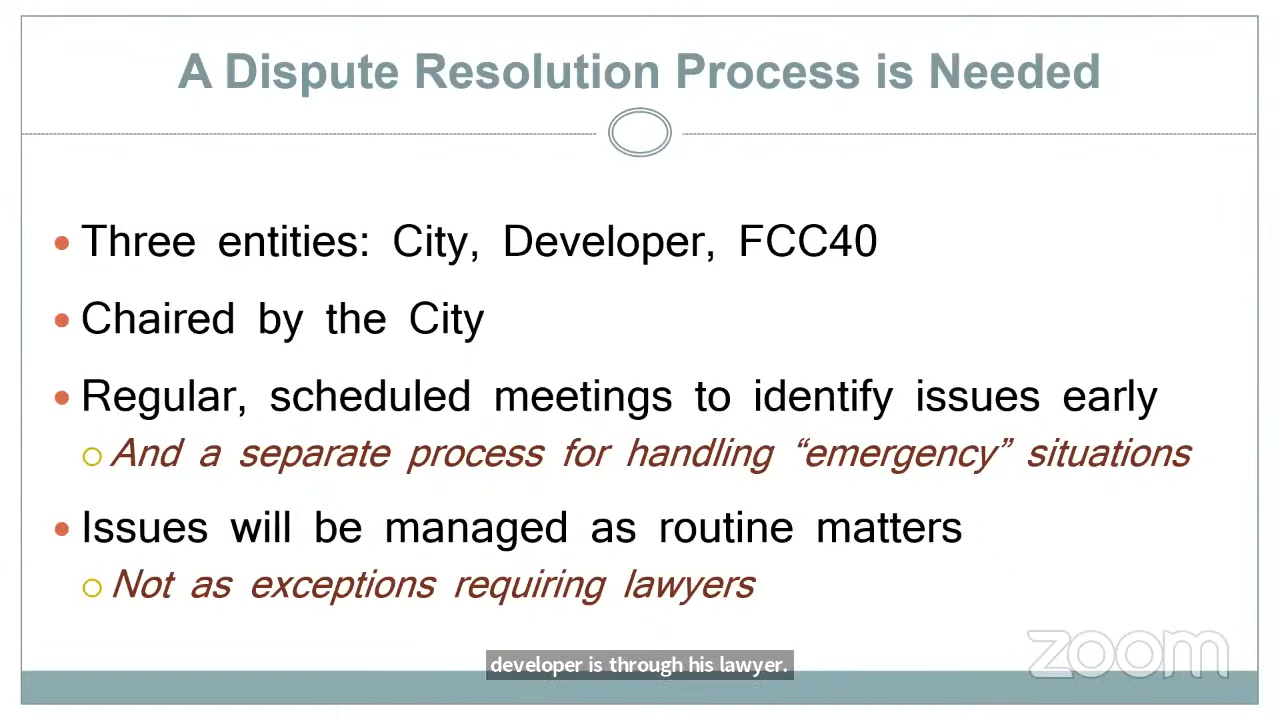 A Dispute Resolution Process is Needed
• Three entities: City, Developer, FCC40
• Chaired by the City
• Regular, scheduled meetings to identify issues early
○ And a separate process for handling “emergency” situations
• Issues will be managed as routine matters
○ Not as exceptions requiring lawyers
zoom
developer is through his lawyer.